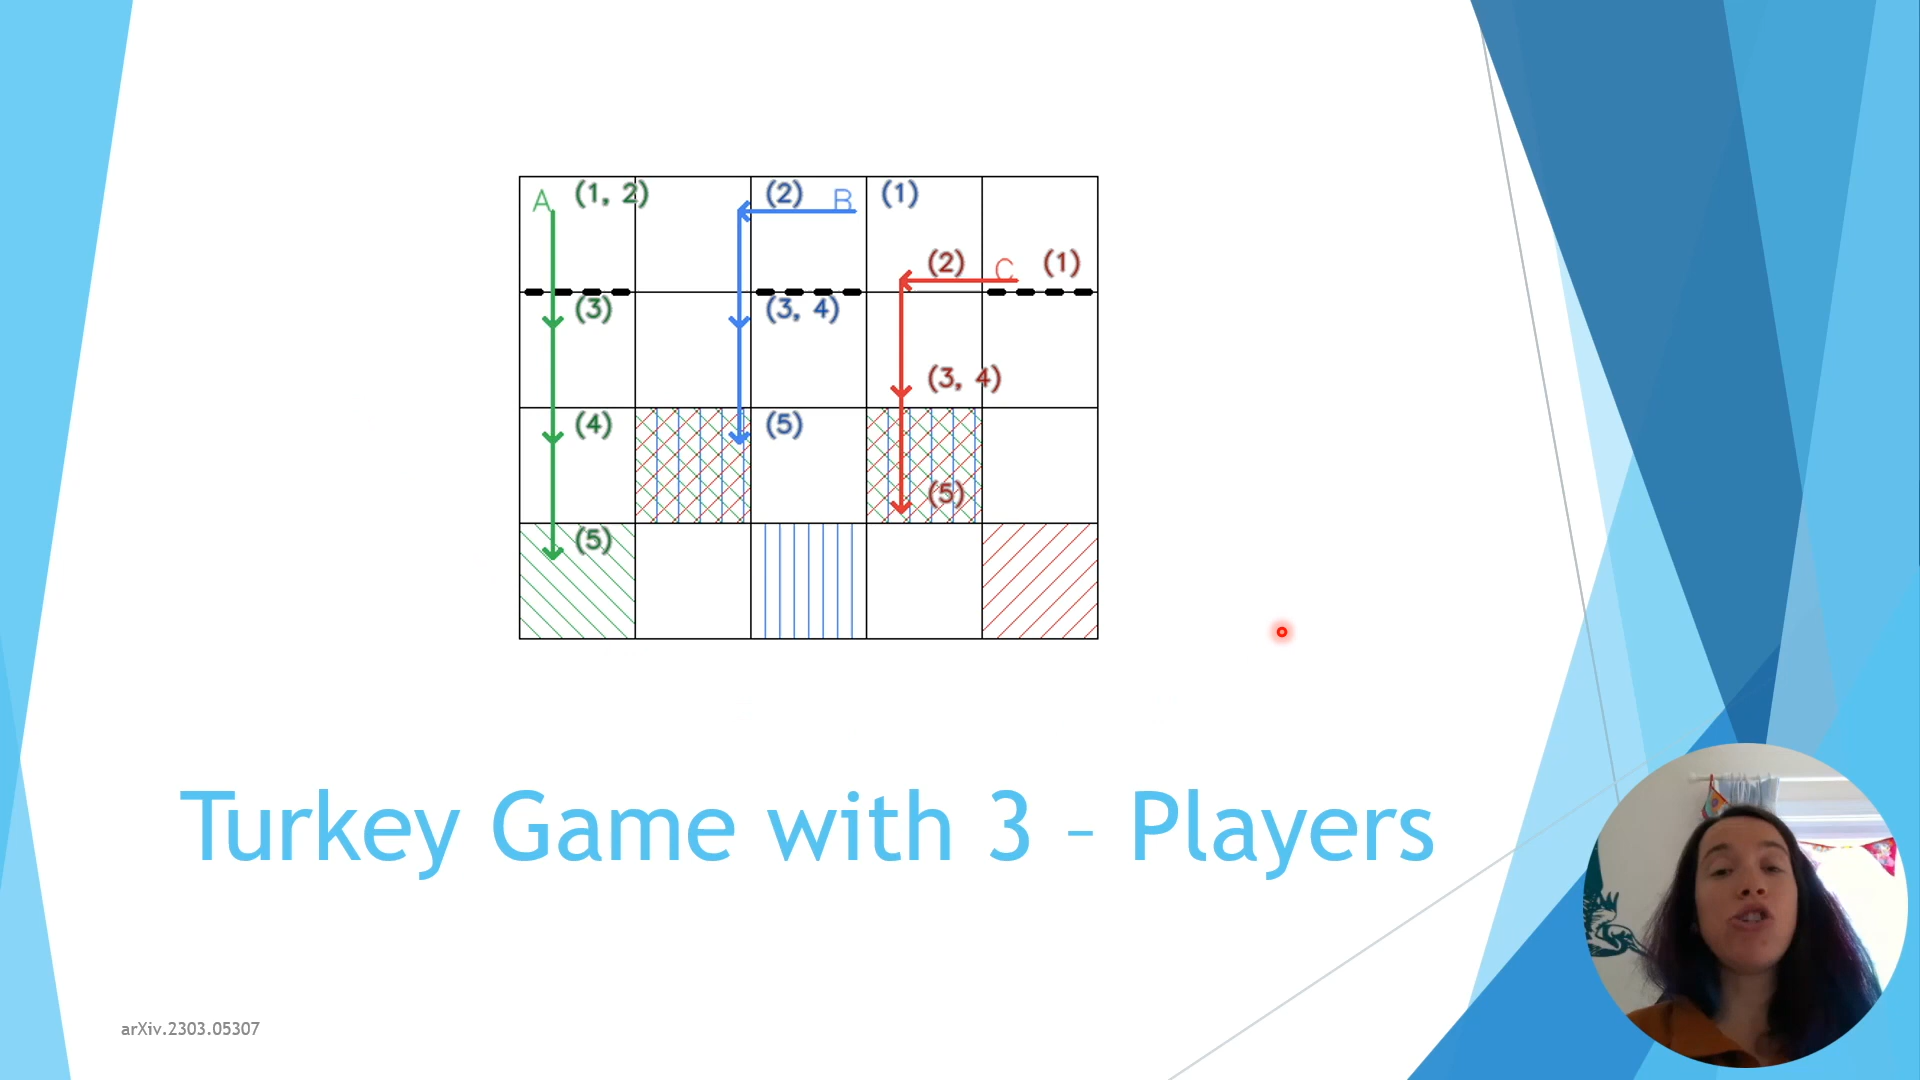 A (1, 2) (2) B (1)
(2) C (1)
(3) (3, 4)
(3, 4)
(4) (5)
(5)
(5)
Turkey Game with 3 – Players
arXiv.2303.05307